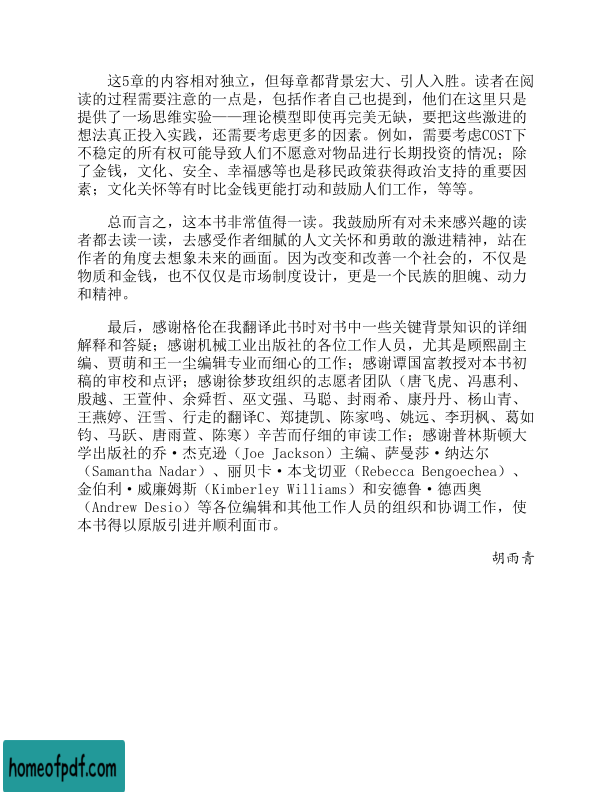 这5章的内容相对独立，但每章都背景宏大、引人入胜。读者在阅
读的过程需要注意的一点是，包括作者自己也提到，他们在这里只是
提供了一场思维实验——理论模型即使再完美无缺，要把这些激进的
想法真正投入实践，还需要考虑更多的因素。例如，需要考虑COST下
不稳定的所有权可能导致人们不愿意对物品进行长期投资的情况；除
了金钱，文化、安全、幸福感等也是移民政策获得政治支持的重要因
素；文化关怀等有时比金钱更能打动和鼓励人们工作，等等。
总而言之，这本书非常值得一读。我鼓励所有对未来感兴趣的读
者都去读一读，去感受作者细腻的人文关怀和勇敢的激进精神，站在
作者的角度去想象未来的画面。因为改变和改善一个社会的，不仅是
物质和金钱，也不仅仅是市场制度设计，更是一个民族的胆魄、动力
和精神。
最后，感谢格伦在我翻译此书时对书中一些关键背景知识的详细
解释和答疑；感谢机械工业出版社的各位工作人员，尤其是顾熙副主
编、贾萌和王一尘编辑专业而细心的工作；感谢谭国富教授对本书初
稿的审校和点评；感谢徐梦玫组织的志愿者团队（唐飞虎、冯惠利、
殷越、王萱仲、余舜哲、巫文强、马聪、封雨希、康丹丹、杨山青、
王燕婷、汪雪、行走的翻译C、郑捷凯、陈家鸣、姚远、李玥枫、葛如
钧、马跃、唐雨萱、陈寒）辛苦而仔细的审读工作；感谢普林斯顿大
学出版社的乔·杰克逊（Joe Jackson）主编、萨曼莎·纳达尔
（Samantha Nadar）、丽贝卡·本戈切亚（Rebecca Bengoechea）、
金伯利·威廉姆斯（Kimberley Williams）和安德鲁·德西奥
（Andrew Desio）等各位编辑和其他工作人员的组织和协调工作，使
本书得以原版引进并顺利面市。
胡雨青
homeofpdf.com